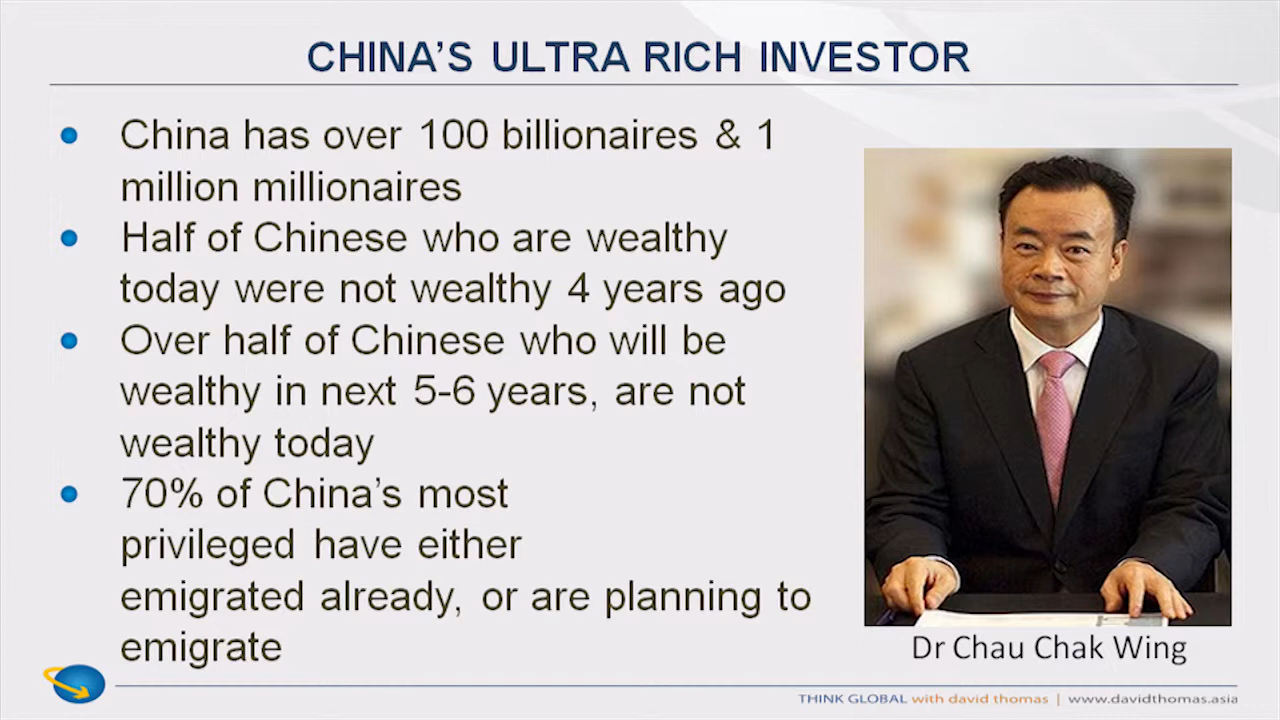 CHINA'S ULTRA RICH INVESTOR
China has over 100 billionaires & 1
million millionaires
Half of Chinese who are wealthy
today were not wealthy 4 years ago
Over half of Chinese who will be
wealthy in next 5-6 years, are not
wealthy today
70% of China's most
privileged have either
emigrated already, or are planning to
emigrate
Dr Chau Chak Wing
THINK GLOBAL with david thomas | www.davidthomas.asia